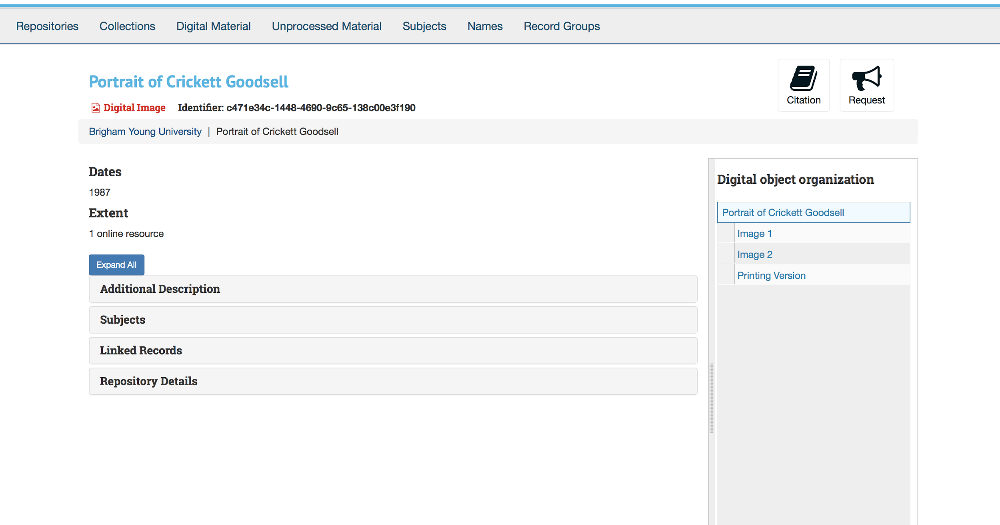 Repositories Collections Digital Material Unprocessed Material Subjects Names Record Groups
Portrait of Crickett Goodsell
Citation
Request
Digital Image Identifier: c471e34c-1448-4690-9c65-138c00e3f190
Brigham Young University | Portrait of Crickett Goodsell
Dates
1987
Extent
1 online resource
Expand All
Additional Description
Subjects
Linked Records
Repository Details
Digital object organization
Portrait of Crickett Goodsell
Image 1
Image 2
Printing Version